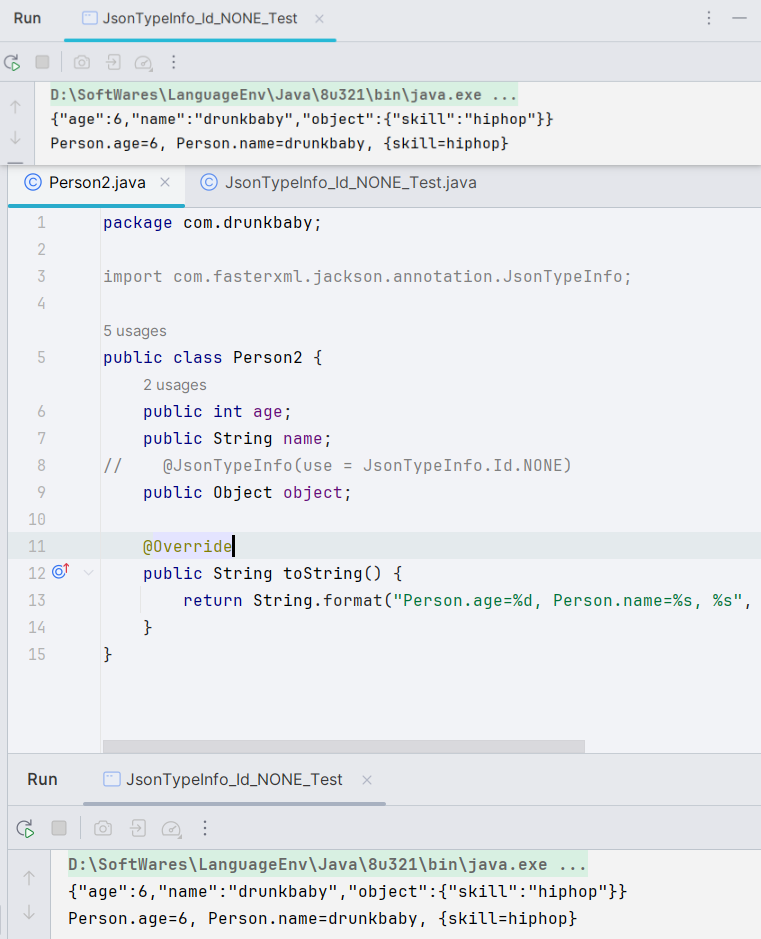 Run JsonTypeInfo_Id_NONE_Test
D:\SoftWares\LanguageEnv\Java\8u321\bin\java.exe ...
{"age":6,"name":"drunkbaby","object":{"skill":"hiphop"}}
Person.age=6, Person.name=drunkbaby, {skill=hiphop}
Person2.java JsonTypeInfo_Id_NONE_Test.java
1 package com.drunkbaby;
2
3 import com.fasterxml.jackson.annotation.JsonTypeInfo;
4
5 usages
5 public class Person2 {
2 usages
6 public int age;
7 public String name;
8 // @JsonTypeInfo(use = JsonTypeInfo.Id.NONE)
9 public Object object;
10
11 @Override
12 public String toString() {
13 return String.format("Person.age=%d, Person.name=%s, %s",
14 }
15 }
Run JsonTypeInfo_Id_NONE_Test
D:\SoftWares\LanguageEnv\Java\8u321\bin\java.exe ...
{"age":6,"name":"drunkbaby","object":{"skill":"hiphop"}}
Person.age=6, Person.name=drunkbaby, {skill=hiphop}